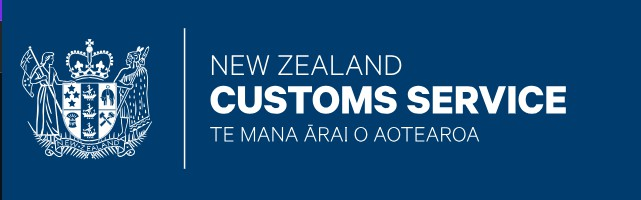 NEW ZEALAND
NEW ZEALAND
CUSTOMS SERVICE
TE MANA ĀRAI O AOTEAROA